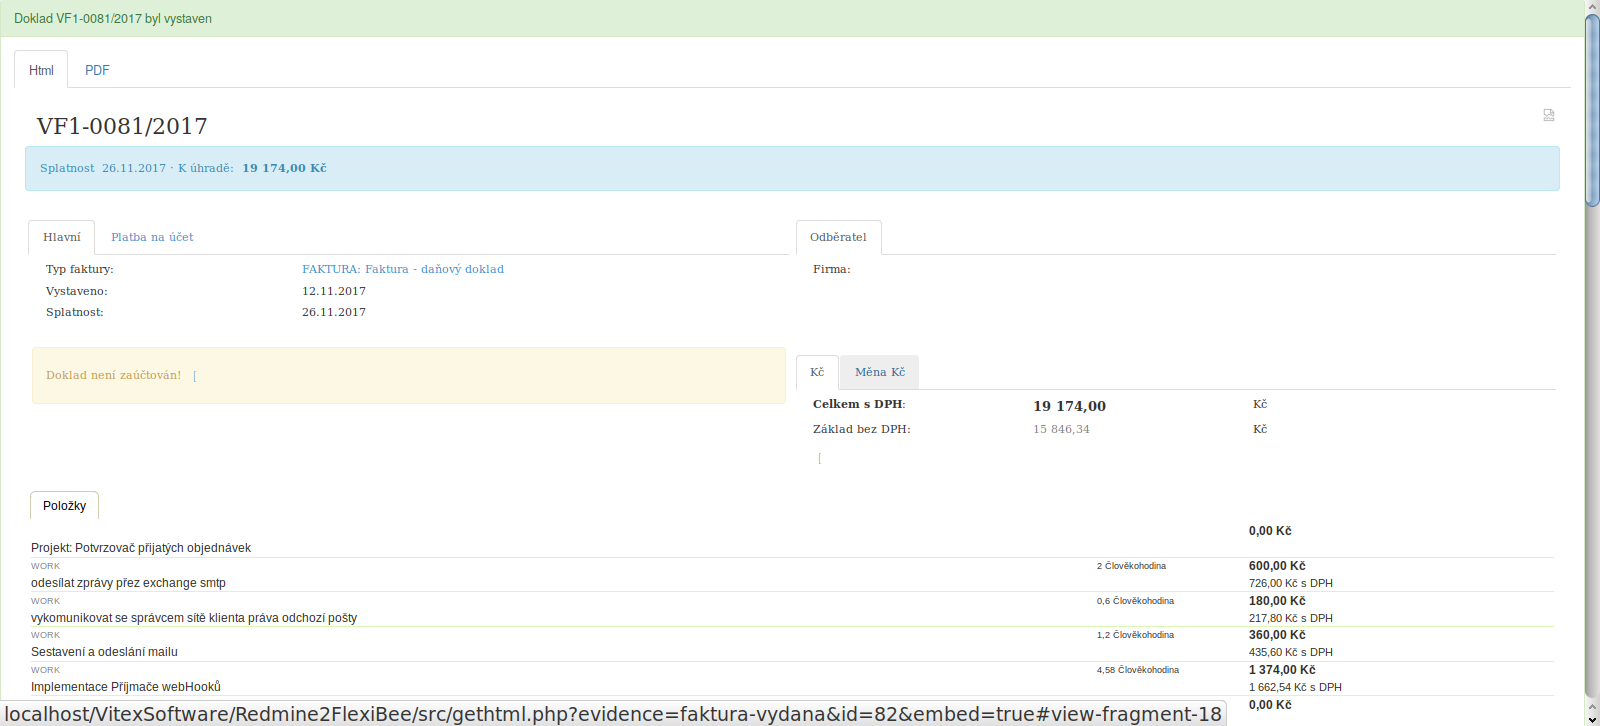 Doklad VF1-0081/2017 byl vystaven
Html PDF
VF1-0081/2017
Splatnost 26.11.2017 · K úhradě: 19 174,00 Kč
Hlavní Platba na účet
Typ faktury: FAKTURA: Faktura - daňový doklad
Vystaveno: 12.11.2017
Splatnost: 26.11.2017
Doklad není zaúčtován! [
Odběratel
Firma:
Kč Měna Kč
Celkem s DPH: 19 174,00 Kč
Základ bez DPH: 15 846,34 Kč
[
Položky
0,00 Kč
Projekt: Potvrzovač přijatých objednávek
WORK 2 Člověkohodina 600,00 Kč
odesílat zprávy přez exchange smtp 726,00 Kč s DPH
WORK 0,6 Člověkohodina 180,00 Kč
vykomunikovat se správcem sítě klienta práva odchozí pošty 217,80 Kč s DPH
WORK 1,2 Člověkohodina 360,00 Kč
Sestavení a odeslání mailu 435,60 Kč s DPH
WORK 4,58 Člověkohodina 1 374,00 Kč
Implementace Příjmače webHooků 1 662,54 Kč s DPH
0,00 Kč
localhost/VitexSoftware/Redmine2FlexiBee/src/gethtml.php?evidence=faktura-vydana&id=82&embed=true#view-fragment-18